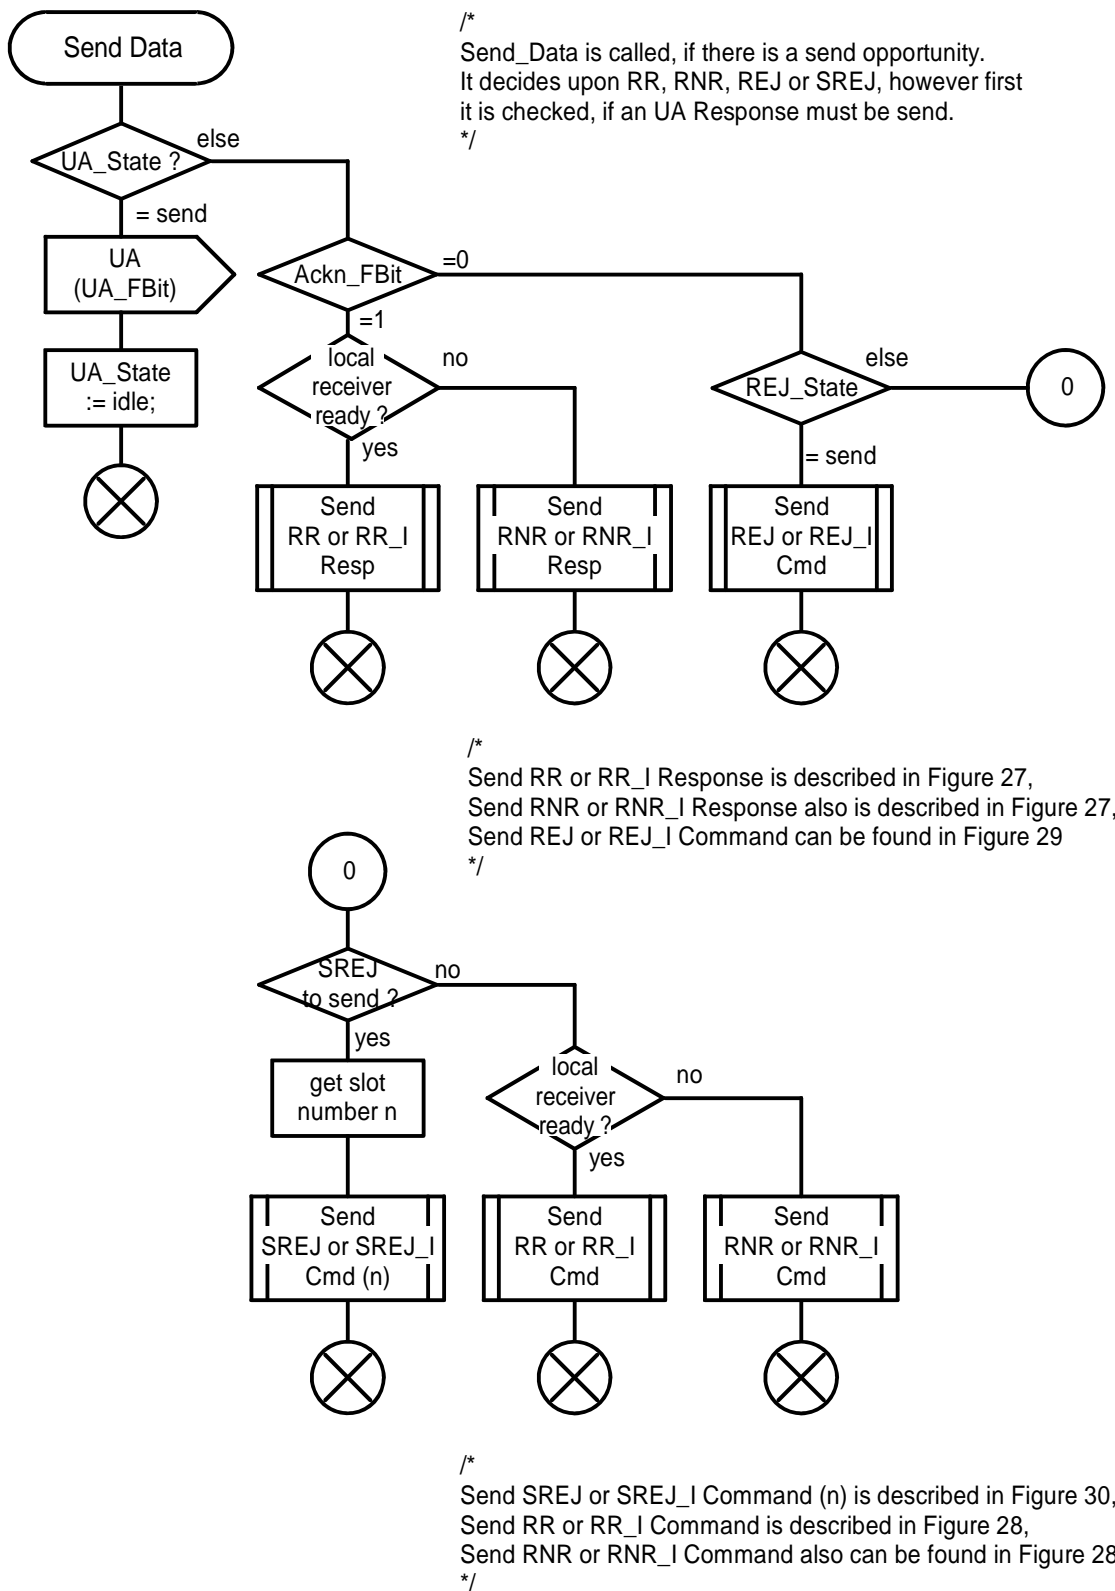 Send Data
/*
Send_Data is called, if there is a send opportunity.
It decides upon RR, RNR, REJ or SREJ, however first
it is checked, if an UA Response must be send.
*/
UA_State ?
else
= send
UA
(UA_FBit)
UA_State
:= idle;
Ackn_FBit
=0
=1
local
receiver
ready ?
no
yes
REJ_State
else
0
= send
Send
RR or RR_I
Resp
Send
RNR or RNR_I
Resp
Send
REJ or REJ_I
Cmd
/*
Send RR or RR_I Response is described in Figure 27,
Send RNR or RNR_I Response also is described in Figure 27,
Send REJ or REJ_I Command can be found in Figure 29
*/
0
SREJ
to send ?
no
yes
get slot
number n
local
receiver
ready ?
no
yes
Send
SREJ or SREJ_I
Cmd (n)
Send
RR or RR_I
Cmd
Send
RNR or RNR_I
Cmd
/*
Send SREJ or SREJ_I Command (n) is described in Figure 30,
Send RR or RR_I Command is described in Figure 28,
Send RNR or RNR_I Command also can be found in Figure 28
*/